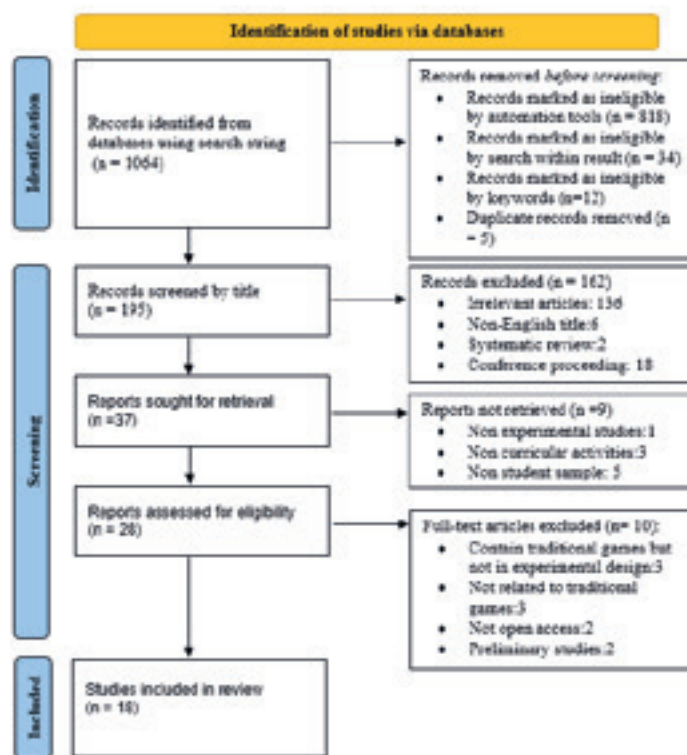 Identification of studies via databases
Identification
Records identified from
databases using search string
(n = 1064)
Records removed before screening:
• Records marked as ineligible
by automation tools (n = 818)
• Records marked as ineligible
by search within result (n = 34)
• Records marked as ineligible
by keywords (n=12)
• Duplicate records removed (n
= 5)
Screening
Records screened by title
(n = 195)
Records excluded (n = 162)
• Irrelevant articles: 136
• Non-English title:6
• Systematic review:2
• Conference proceeding: 18
Reports sought for retrieval
(n =37)
Reports not retrieved (n =9)
• Non experimental studies:1
• Non curricular activities:3
• Non student sample: 5
Reports assessed for eligibility
(n = 28)
Full-text articles excluded (n= 10):
• Contain traditional games but
not in experimental design:3
• Not related to traditional
games:3
• Not open access:2
• Preliminary studies:2
Included
Studies included in review
(n = 18)